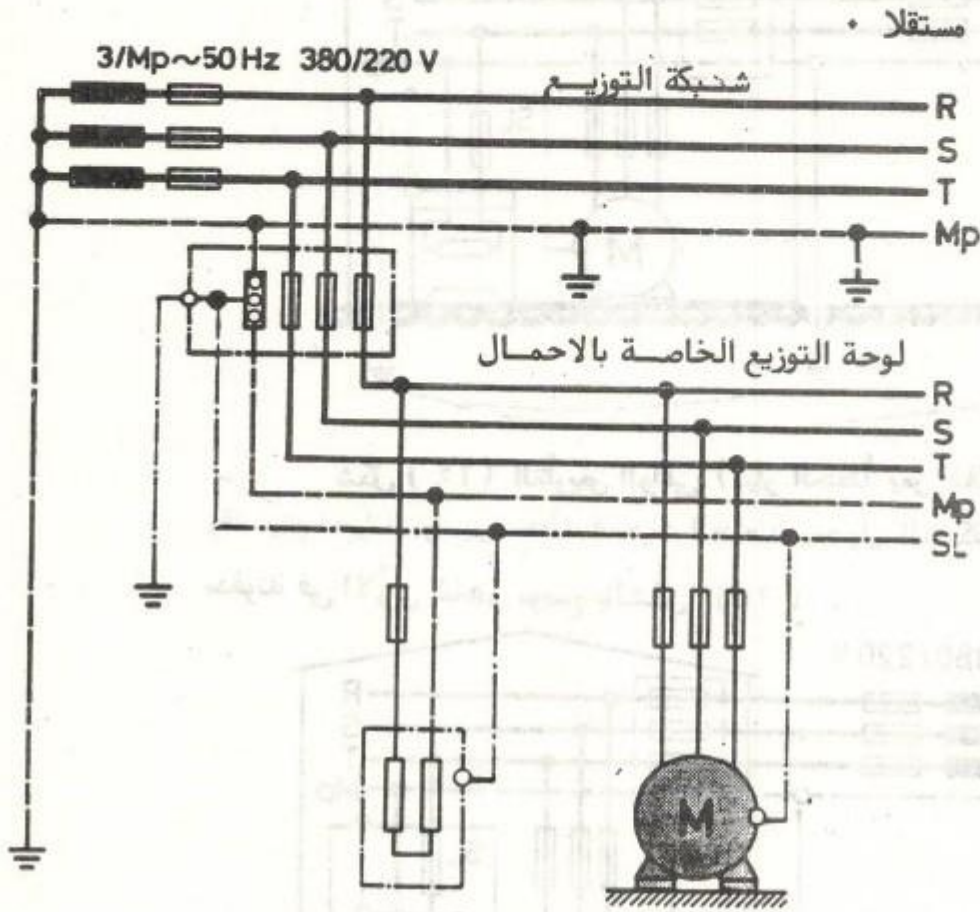 مستقلا .
3/Mp~50 Hz 380/220 V
شبكة التوزيع
R
S
T
Mp
لوحة التوزيع الخاصة بالاحمال
R
S
T
Mp
SL
M